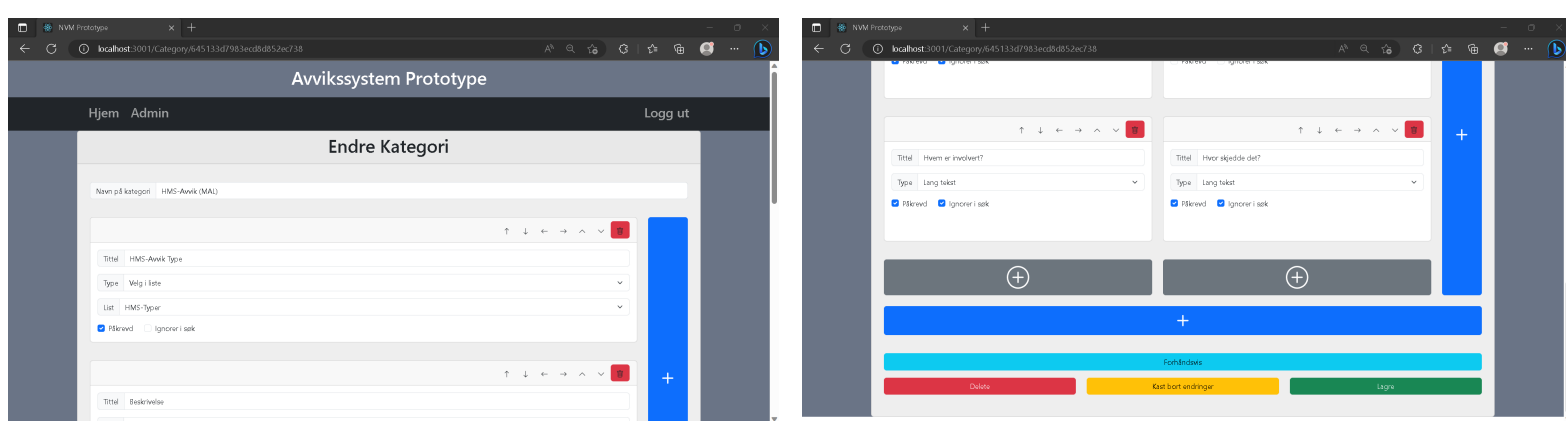 NVM Prototype
localhost:3001/Category/645133d7983ecd8d852ec738
Avvikssystem Prototype
Hjem Admin Logg ut
Endre Kategori
Navn på kategori HMS-Avvik (MAL)
Tittel HMS-Avvik Type
Type Velg i liste
List HMS-Typer
Påkrevd Ignorer i søk
Tittel Beskrivelse
NVM Prototype
localhost:3001/Category/645133d7983ecd8d852ec738
Påkrevd Ignorer i søk Påkrevd Ignorer i søk
Tittel Hvem er involvert? Tittel Hvor skjedde det?
Type Lang tekst Type Lang tekst
Påkrevd Ignorer i søk Påkrevd Ignorer i søk
Forhåndsvis
Delete Kast bort endringer Lagre